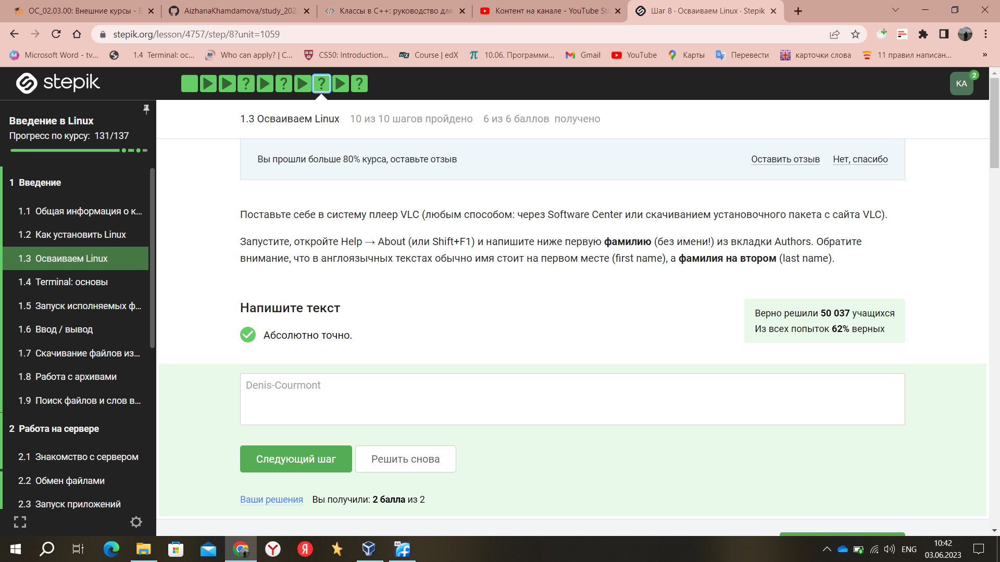 ОС_02.03.00: Внешние курсы - Е
AizhanaKhamdamova/study_202
Классы в С++: руководство для
Контент на канале - YouTube St
Шаг 8 · Осваиваем Linux · Stepik
stepik.org/lesson/4757/step/8?unit=1059
Microsoft Word - tv...
1.4 Terminal: ос...
Who can apply? | C...
CS50: Introduction...
edX Course | edX
10.06. Программи...
Gmail
YouTube
Карты
Перевести
карточки слова
11 правил написан...
»
stepik
? ? ? ?
KA
2
Введение в Linux
Прогресс по курсу: 131/137
1 Введение
1.1 Общая информация о к...
1.2 Как установить Linux
1.3 Осваиваем Linux
1.4 Terminal: основы
1.5 Запуск исполняемых ф...
1.6 Ввод / вывод
1.7 Скачивание файлов из...
1.8 Работа с архивами
1.9 Поиск файлов и слов в...
2 Работа на сервере
2.1 Знакомство с сервером
2.2 Обмен файлами
2.3 Запуск приложений
1.3 Осваиваем Linux 10 из 10 шагов пройдено 6 из 6 баллов получено
Вы прошли больше 80% курса, оставьте отзыв Оставить отзыв Нет, спасибо
Поставьте себе в систему плеер VLC (любым способом: через Software Center или скачиванием установочного пакета с сайта VLC).
Запустите, откройте Help → About (или Shift+F1) и напишите ниже первую фамилию (без имени!) из вкладки Authors. Обратите
внимание, что в англоязычных текстах обычно имя стоит на первом месте (first name), а фамилия на втором (last name).
Напишите текст
Абсолютно точно.
Верно решили 50 037 учащихся
Из всех попыток 62% верных
Denis-Courmont
Следующий шаг
Решить снова
Ваши решения Вы получили: 2 балла из 2
64
ENG
10:42
03.06.2023